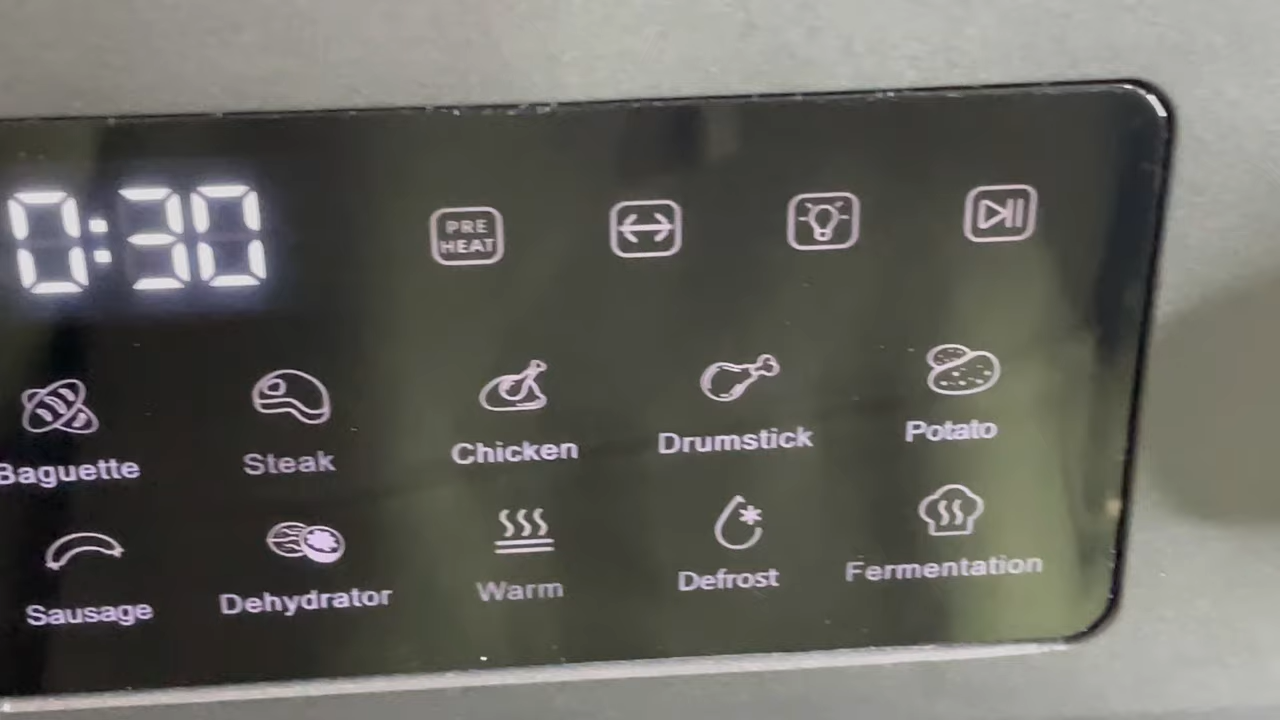 0:30
PRE
HEAT
Baguette Steak Chicken Drumstick Potato
Sausage Dehydrator Warm Defrost Fermentation